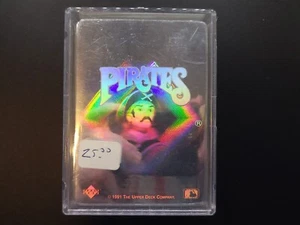 PIRATES
®
25.00
© 1991 THE UPPER DECK COMPANY